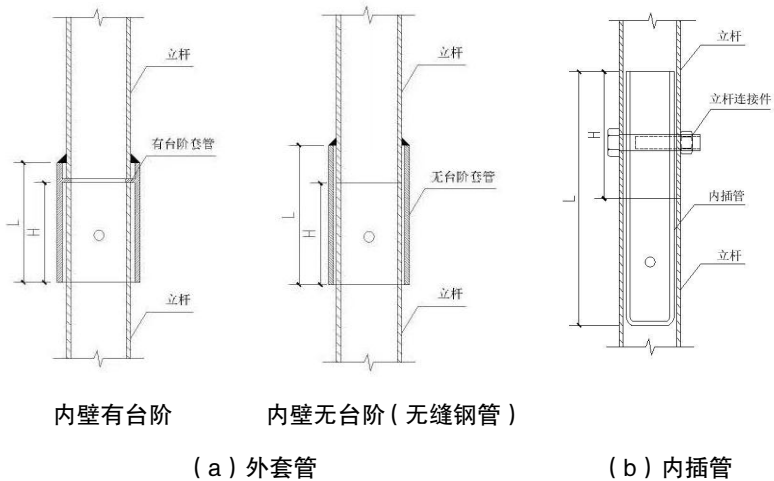 立杆
有台阶套管
L
H
立杆
立杆
无台阶套管
L
H
立杆
立杆
立杆连接件
H
L
内插管
立杆
内壁有台阶
内壁无台阶(无缝钢管)
(a)外套管
(b)内插管